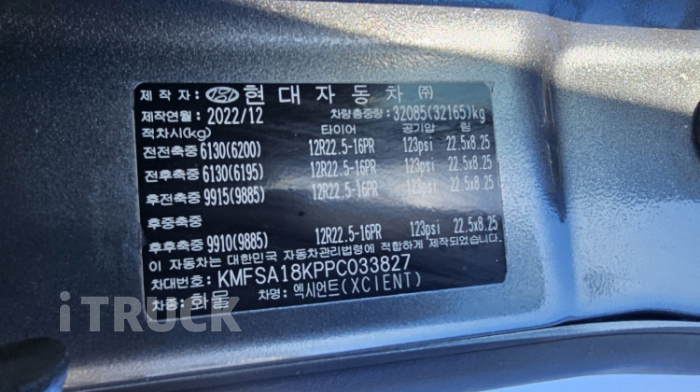 제작자: 현대자동차 ㈜
제작연월: 2022/12 차량총중량: 32085(32165)kg
적차시(kg) 타이어 공기압 림
전전축중 6130(6200) 12R22.5-16PR 123psi 22.5x8.25
전후축중 6130(6195) 12R22.5-16PR 123psi 22.5x8.25
후전축중 9915(9885) 12R22.5-16PR 123psi 22.5x8.25
후중축중
후후축중 9910(9885) 12R22.5-16PR 123psi 22.5x8.25
이 자동차는 대한민국 자동차관리법령에 적합하게 제작되었습니다.
차대번호: KMFSA18KPPC033827
차종: 화물 차명: 엑시언트(XCIENT)
iTRUCK